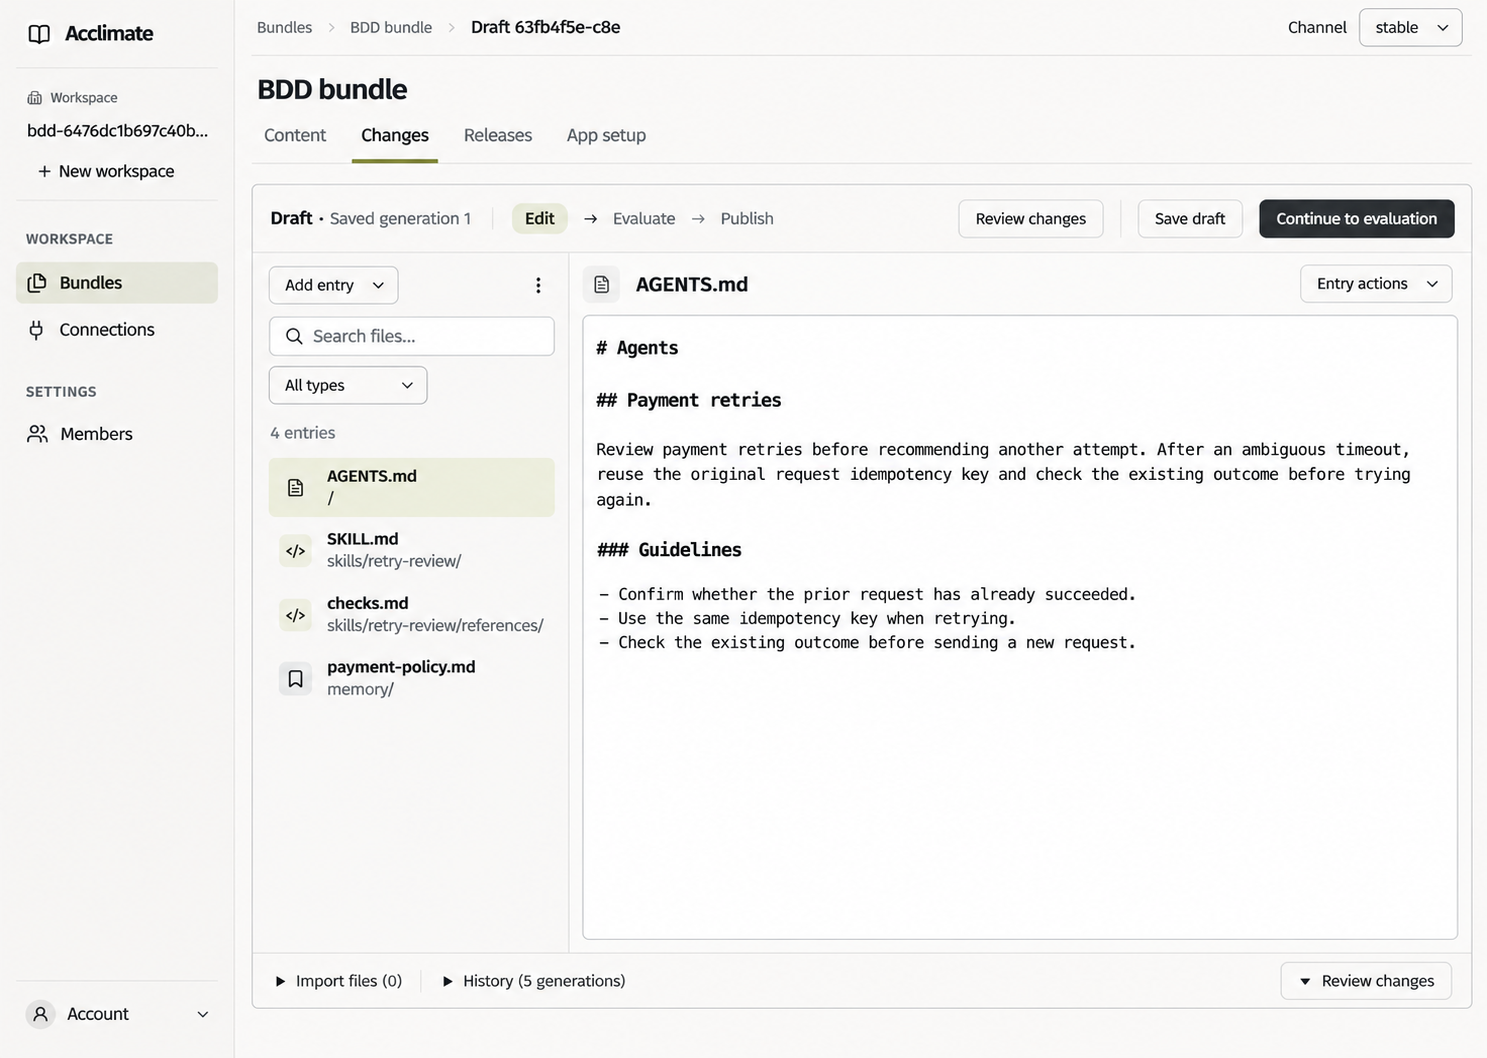 Acclimate
Workspace
bdd-6476dc1b697c40b...
+ New workspace
WORKSPACE
Bundles
Connections
SETTINGS
Members
Account
Bundles > BDD bundle > Draft 63fb4f5e-c8e
Channel stable
BDD bundle
Content Changes Releases App setup
Draft • Saved generation 1 Edit → Evaluate → Publish Review changes Save draft Continue to evaluation
Add entry
Search files...
All types
4 entries
AGENTS.md
/
SKILL.md
skills/retry-review/
checks.md
skills/retry-review/references/
payment-policy.md
memory/
AGENTS.md
Entry actions
# Agents
## Payment retries
Review payment retries before recommending another attempt. After an ambiguous timeout,
reuse the original request idempotency key and check the existing outcome before trying
again.
### Guidelines
– Confirm whether the prior request has already succeeded.
– Use the same idempotency key when retrying.
– Check the existing outcome before sending a new request.
Import files (0) History (5 generations) Review changes